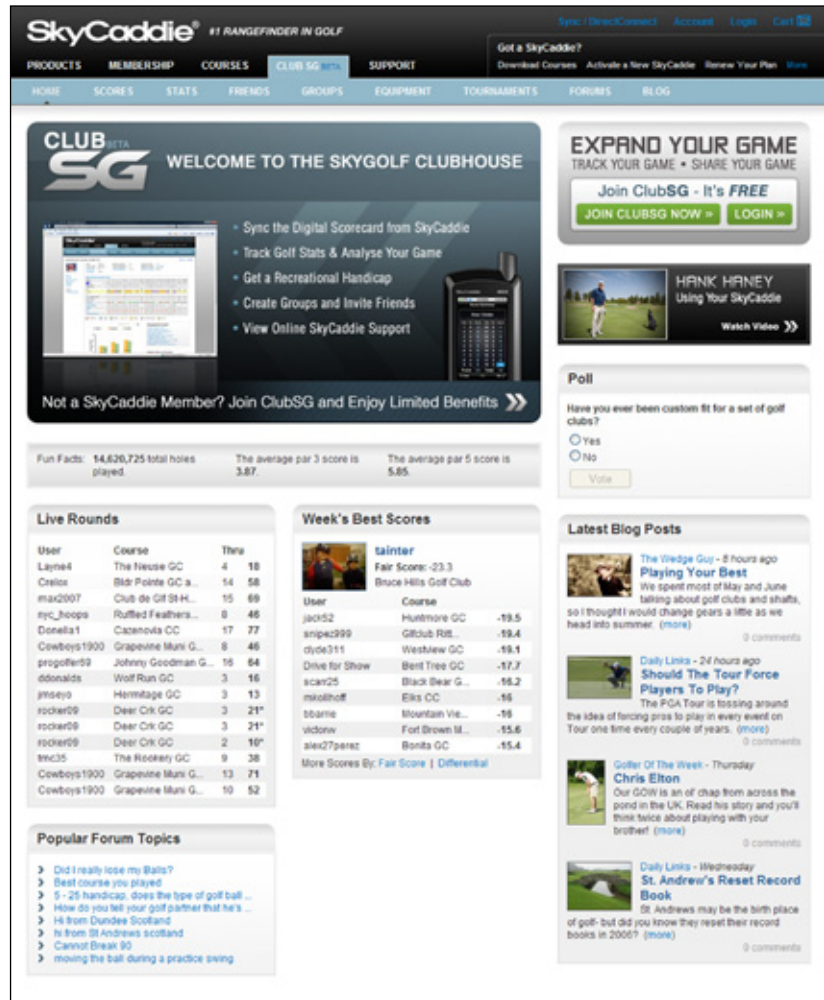 SkyCaddie® #1 RANGEFINDER IN GOLF
Sync / DirectConnect Account Login Cart
Got a SkyCaddie?
Download Courses Activate a New SkyCaddie Renew Your Plan More
PRODUCTS MEMBERSHIP COURSES CLUB SG BETA SUPPORT
HOME SCORES STATS FRIENDS GROUPS EQUIPMENT TOURNAMENTS FORUMS BLOG
CLUB BETA
SG
WELCOME TO THE SKYGOLF CLUBHOUSE
• Sync the Digital Scorecard from SkyCaddie
• Track Golf Stats & Analyse Your Game
• Get a Recreational Handicap
• Create Groups and Invite Friends
• View Online SkyCaddie Support
Not a SkyCaddie Member? Join ClubSG and Enjoy Limited Benefits »
EXPAND YOUR GAME
TRACK YOUR GAME • SHARE YOUR GAME
Join ClubSG - It's FREE
JOIN CLUBSG NOW » LOGIN »
HANK HANEY
Using Your SkyCaddie
Watch Video »
Poll
Have you ever been custom fit for a set of golf
clubs?
Yes
No
Vote
Fun Facts: 14,620,725 total holes
played.
The average par 3 score is
3.87.
The average par 5 score is
5.85.
Live Rounds
User Course Thru
Layne4 The Neuse GC 4 18
Crelox Bldr Pointe GC a... 14 58
max2007 Club de Glf St-H... 15 69
nyc_hoops Ruffled Feathers... 8 46
Donella1 Cazenovia CC 17 77
Cowboys1900 Grapevine Muni G... 8 46
progolfer59 Johnny Goodman G... 16 64
ddonalds Wolf Run GC 3 16
jmseyo Hermitage GC 3 13
rocker09 Deer Crk GC 3 21*
rocker09 Deer Crk GC 3 21*
rocker09 Deer Crk GC 2 10*
tmc35 The Rookery GC 9 38
Cowboys1900 Grapevine Muni G... 13 71
Cowboys1900 Grapevine Muni G... 10 52
Week's Best Scores
tainter
Fair Score: -23.3
Bruce Hills Golf Club
User Course
jack52 Huntmore GC -19.5
snipez999 Glfclub Ritt... -19.4
clyde311 Westview GC -19.1
Drive for Show Bent Tree GC -17.7
scarr25 Black Bear G... -16.2
mkollhoff Elks CC -16
bbarrie Mountain Vie... -16
victorw Fort Brown M... -15.6
alex27perez Bonita GC -15.4
More Scores By: Fair Score | Differential
Latest Blog Posts
The Wedge Guy - 8 hours ago
Playing Your Best
We spent most of May and June
talking about golf clubs and shafts,
so I thought I would change gears a little as we
head into summer. (more)
0 comments
Daily Links - 24 hours ago
Should The Tour Force
Players To Play?
The PGA Tour is tossing around
the idea of forcing pros to play in every event on
Tour one time every couple of years. (more)
0 comments
Golfer Of The Week - Thursday
Chris Elton
Our GOW is an ol' chap from across the
pond in the UK. Read his story and you'll
think twice about playing with your
brother! (more)
0 comments
Daily Links - Wednesday
St. Andrew's Reset Record
Book
St. Andrews may be the birth place
of golf- but did you know they reset their record
books in 2006? (more)
0 comments
Popular Forum Topics
Did I really lose my Balls?
Best course you played
5 - 25 handicap, does the type of golf ball ...
How do you tell your golf partner that he's ...
Hi from Dundee Scotland
hi from St Andrews scotland
Cannot Break 90
moving the ball during a practice swing